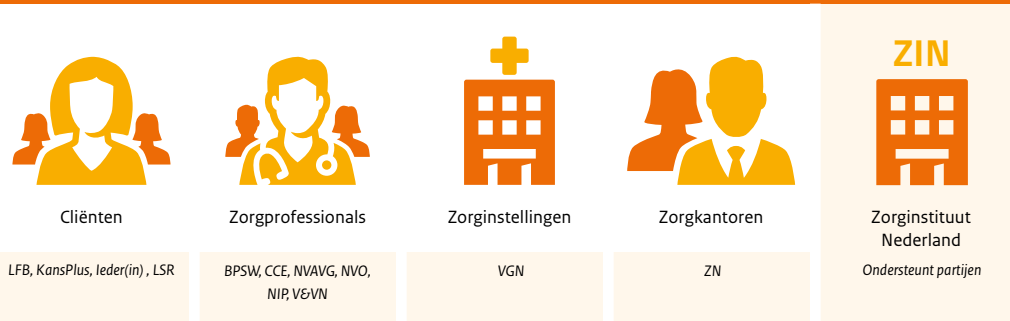 ZIN
Cliënten
Zorgprofessionals
Zorginstellingen
Zorgkantoren
Zorginstituut
Nederland
LFB, KansPlus, Ieder(in) , LSR
BPSW, CCE, NVAVG, NVO,
NIP, V&VN
VGN
ZN
Ondersteunt partijen